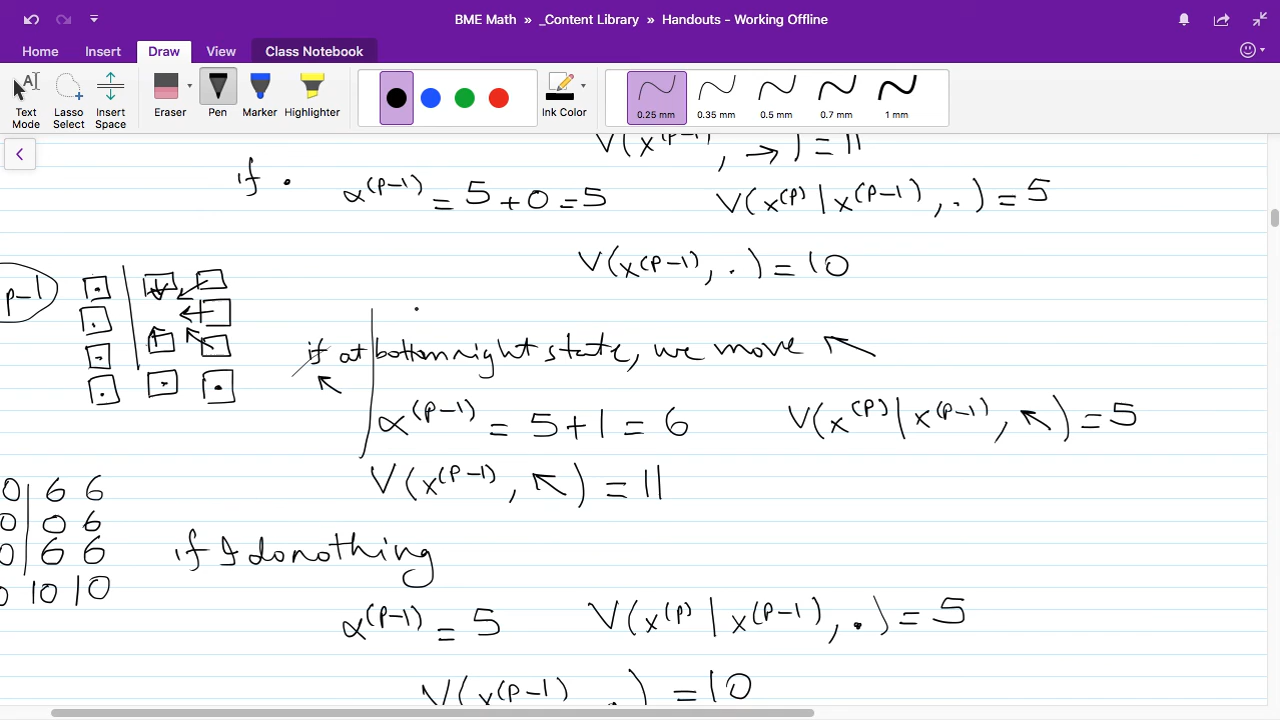 BME Math » _Content Library » Handouts - Working Offline
Home Insert Draw View Class Notebook
Text Mode Lasso Select Insert Space Eraser Pen Marker Highlighter Ink Color 0.25 mm 0.35 mm 0.5 mm 0.7 mm 1 mm
V(x^(p-1), →) = 11
if • α^(p-1) = 5 + 0 = 5 V(x^(p) | x^(p-1), •) = 5
V(x^(p-1), •) = 10
p-1
if at bottom right state, we move ↖
↖
α^(p-1) = 5 + 1 = 6 V(x^(p) | x^(p-1), ↖) = 5
V(x^(p-1), ↖) = 11
0 | 6 6
0 | 0 6
0 | 6 6
0 | 10 | 10
if I do nothing
α^(p-1) = 5 V(x^(p) | x^(p-1), •) = 5
V(x^(p-1), •) = 10